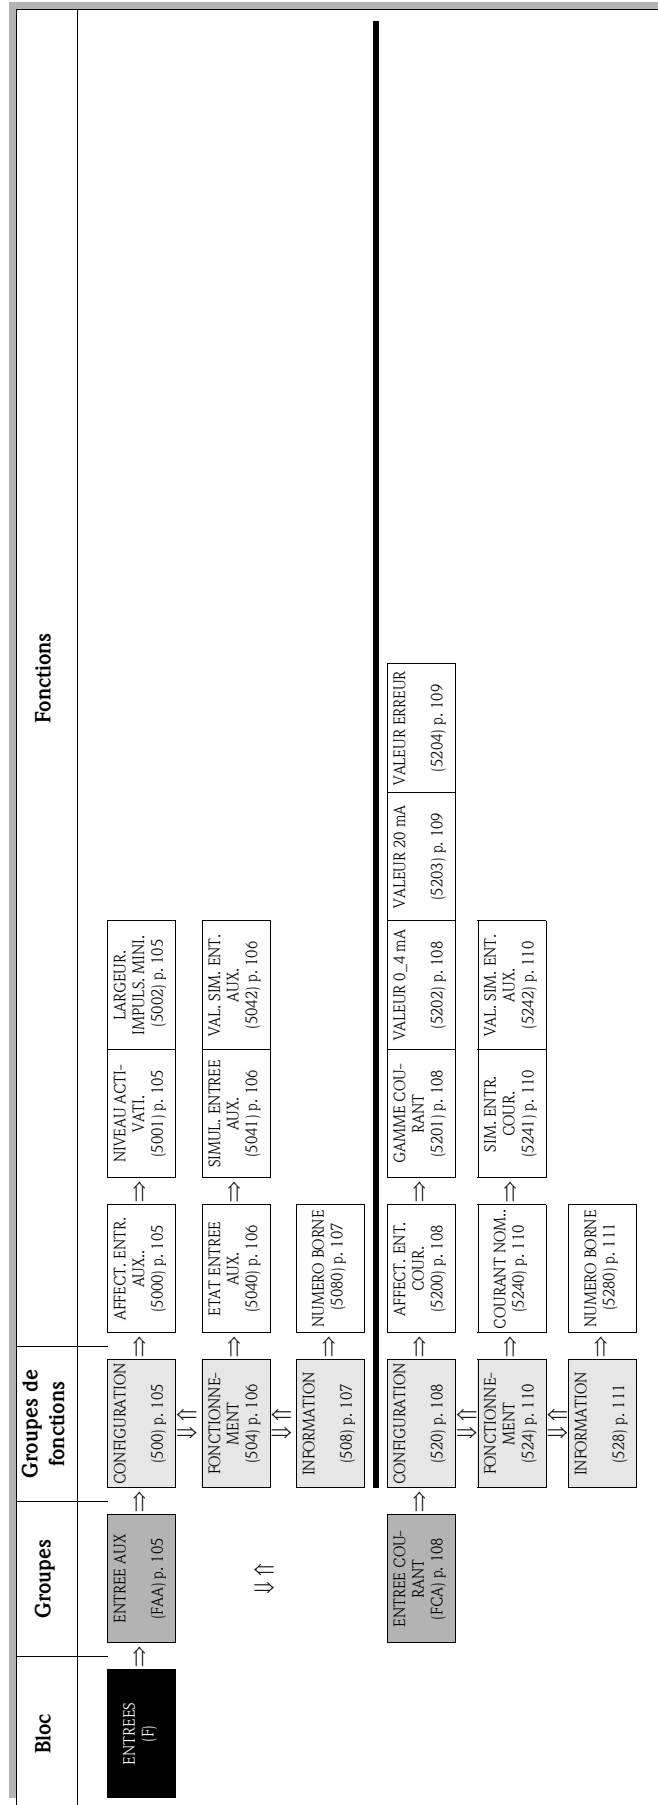 Bloc
Groupes
Groupes de
fonctions
Fonctions
ENTREES
(F)
ENTREE AUX
(FAA) p. 105
CONFIGURATION
(500) p. 105
AFFECT. ENTR.
AUX..
(5000) p. 105
NIVEAU ACTI-
VATI.
(5001) p. 105
LARGEUR.
IMPULS. MINI.
(5002) p. 105
FONCTIONNE-
MENT
(504) p. 106
ETAT ENTREE
AUX.
(5040) p. 106
SIMUL. ENTREE
AUX.
(5041) p. 106
VAL. SIM. ENT.
AUX.
(5042) p. 106
INFORMATION
(508) p. 107
NUMERO BORNE
(5080) p. 107
ENTREE COU-
RANT
(FCA) p. 108
CONFIGURATION
(520) p. 108
AFFECT. ENT.
COUR.
(5200) p. 108
GAMME COU-
RANT
(5201) p. 108
VALEUR 0_4 mA
(5202) p. 108
VALEUR 20 mA
(5203) p. 109
VALEUR ERREUR
(5204) p. 109
FONCTIONNE-
MENT
(524) p. 110
COURANT NOM..
(5240) p. 110
SIM. ENTR.
COUR.
(5241) p. 110
VAL. SIM. ENT.
AUX.
(5242) p. 110
INFORMATION
(528) p. 111
NUMERO BORNE
(5280) p. 111